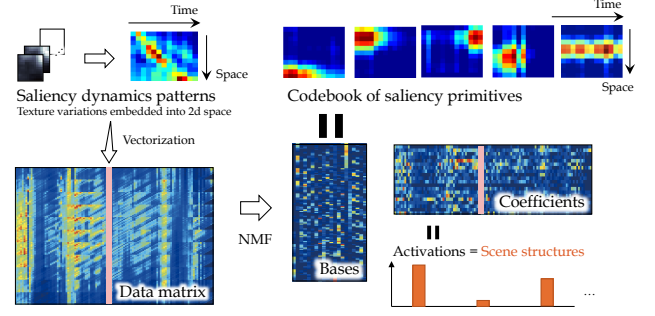 Time
Space
Saliency dynamics patterns
Texture variations embedded into 2d space
Vectorization
Data matrix
NMF
Time
Space
Codebook of saliency primitives
Bases
Coefficients
Activations = Scene structures
...